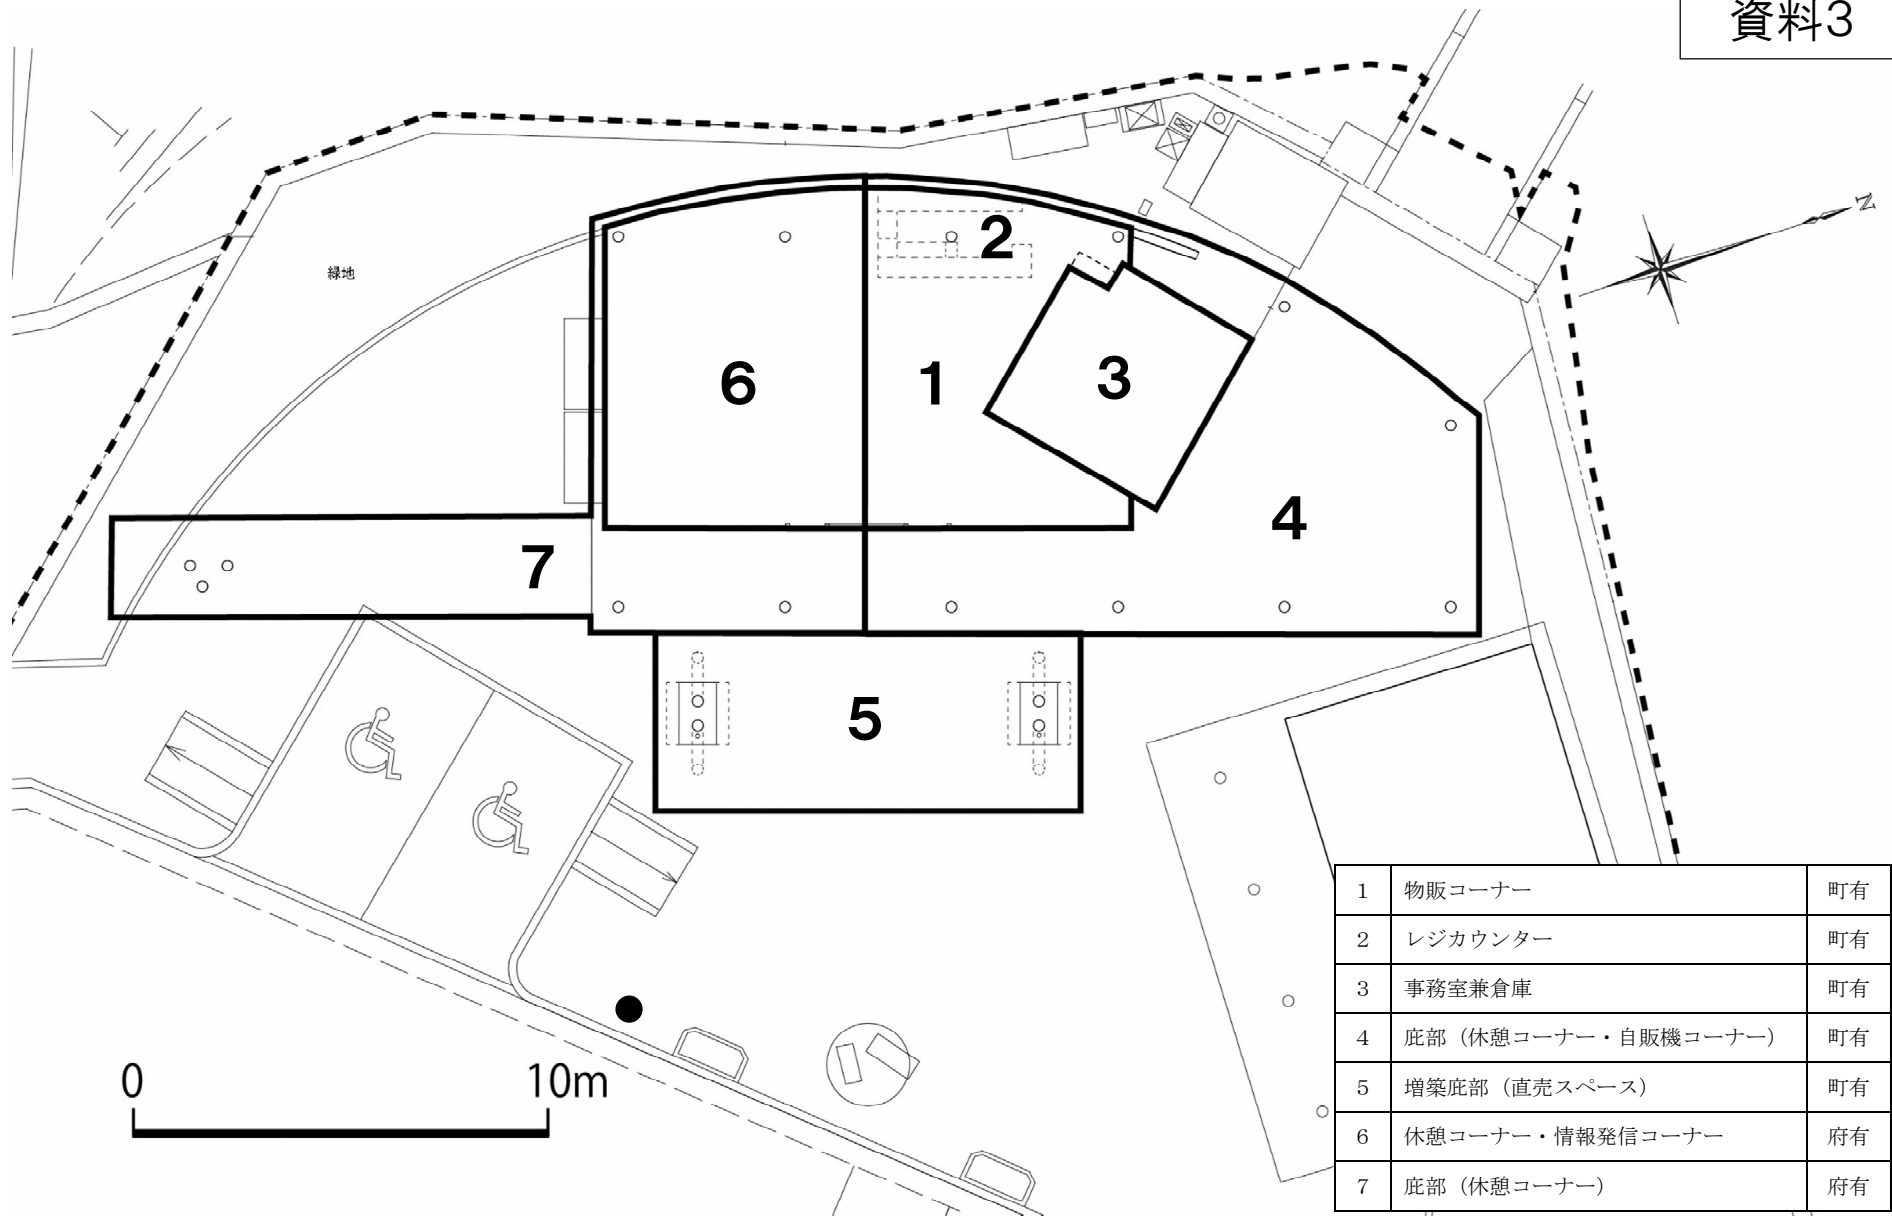 資料3
N
緑地
2
6
1
3
4
7
5
0 10m
1 物販コーナー 町有
2 レジカウンター 町有
3 事務室兼倉庫 町有
4 庇部（休憩コーナー・自販機コーナー） 町有
5 増築庇部（直売スペース） 町有
6 休憩コーナー・情報発信コーナー 府有
7 庇部（休憩コーナー） 府有